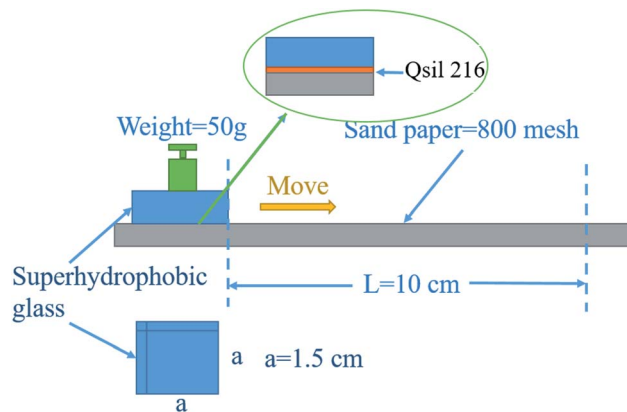 Qsil 216
Weight=50g
Sand paper=800 mesh
Move
Superhydrophobic
glass
L=10 cm
a
a=1.5 cm
a